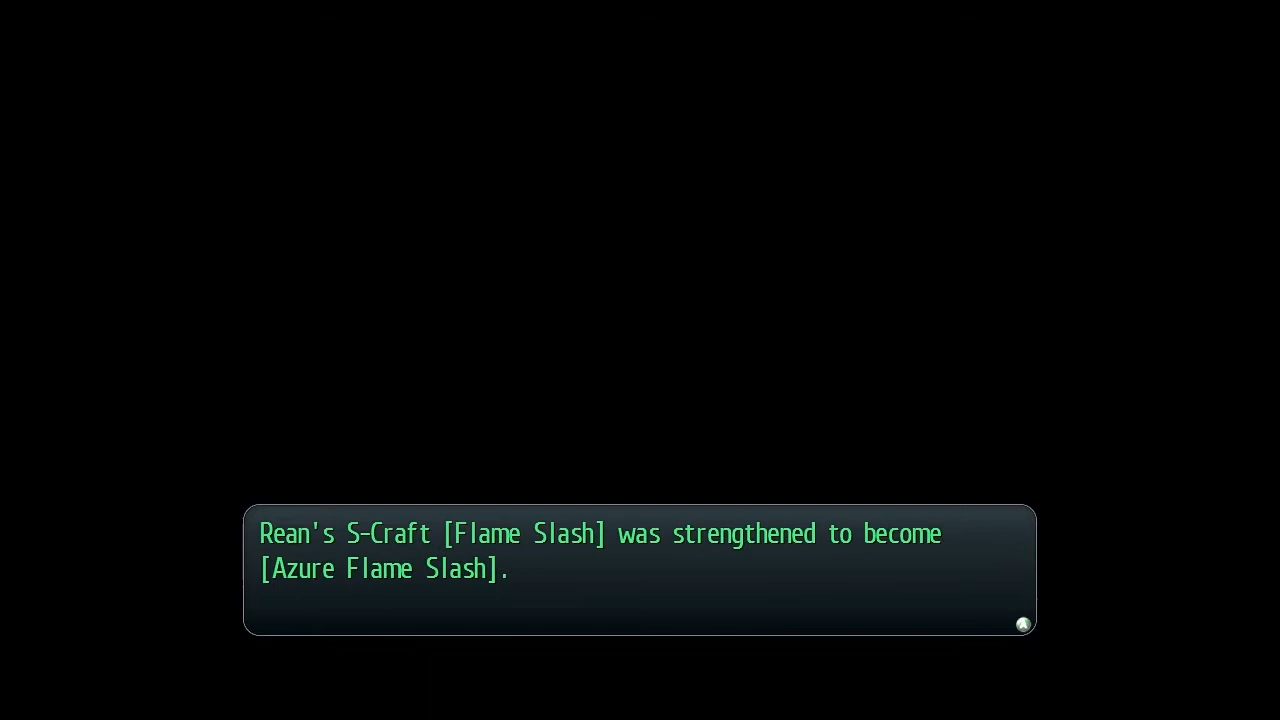 Rean's S-Craft [Flame Slash] was strengthened to become
[Azure Flame Slash].
A